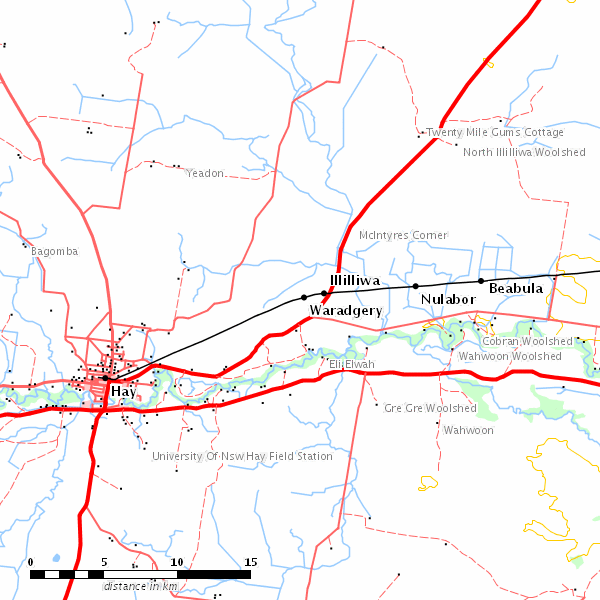 Twenty Mile Gums Cottage
North Illilliwa Woolshed
Yeadon
McIntyres Corner
Bagomba
Illilliwa
Beabula
Nulabor
Waradgery
Cobran Woolshed
Wahwoon Woolshed
Eli Elwah
Hay
Gre Gre Woolshed
Wahwoon
University Of Nsw Hay Field Station
0 5 10 15
distance in km